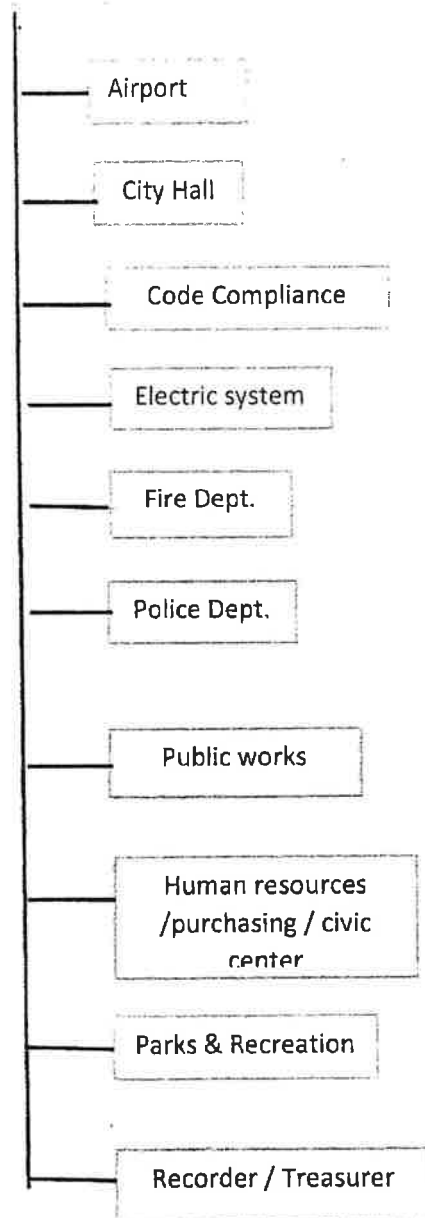 Airport
City Hall
Code Compliance
Electric system
Fire Dept.
Police Dept.
Public works
Human resources
/purchasing / civic
center
Parks & Recreation
Recorder / Treasurer